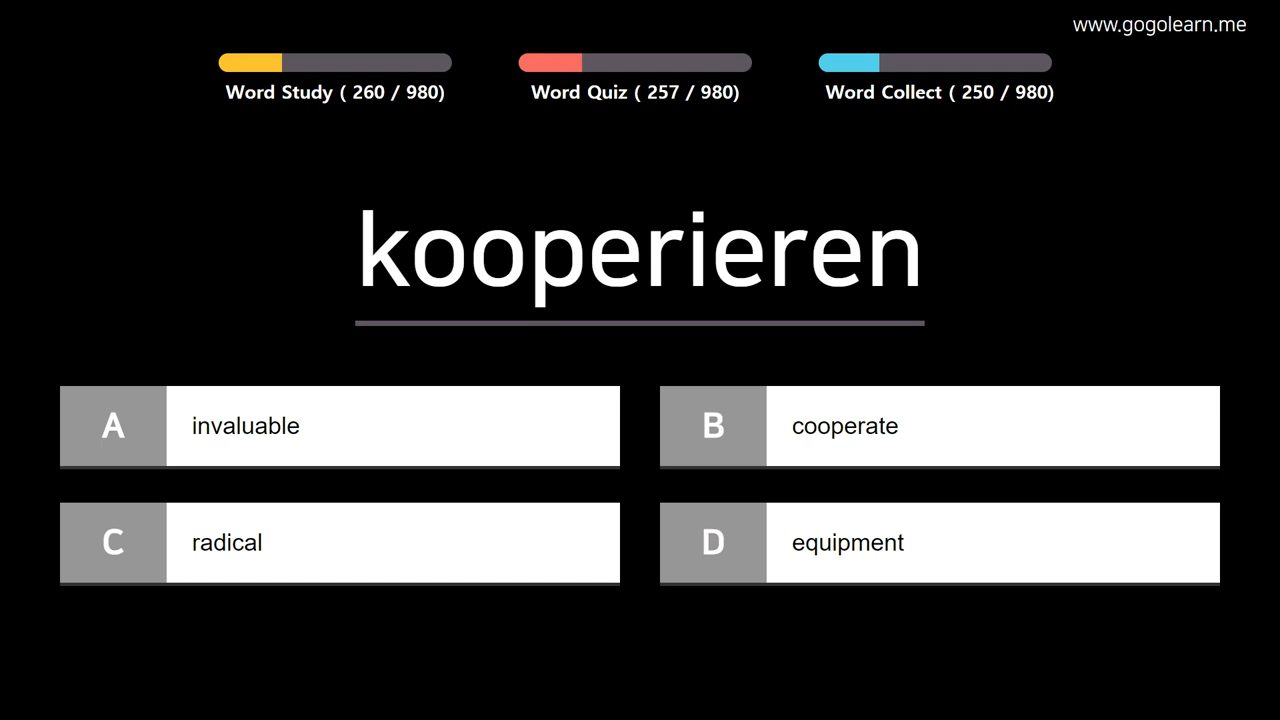 www.gogolearn.me
Word Study ( 260 / 980)
Word Quiz ( 257 / 980)
Word Collect ( 250 / 980)
kooperieren
A invaluable
B cooperate
C radical
D equipment